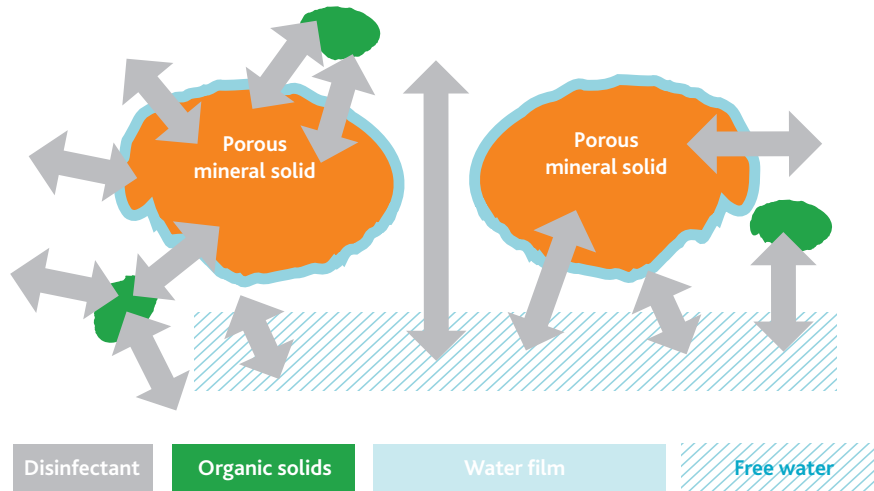 Porous
mineral solid
Porous
mineral solid
Disinfectant
Organic solids
Water film
Free water